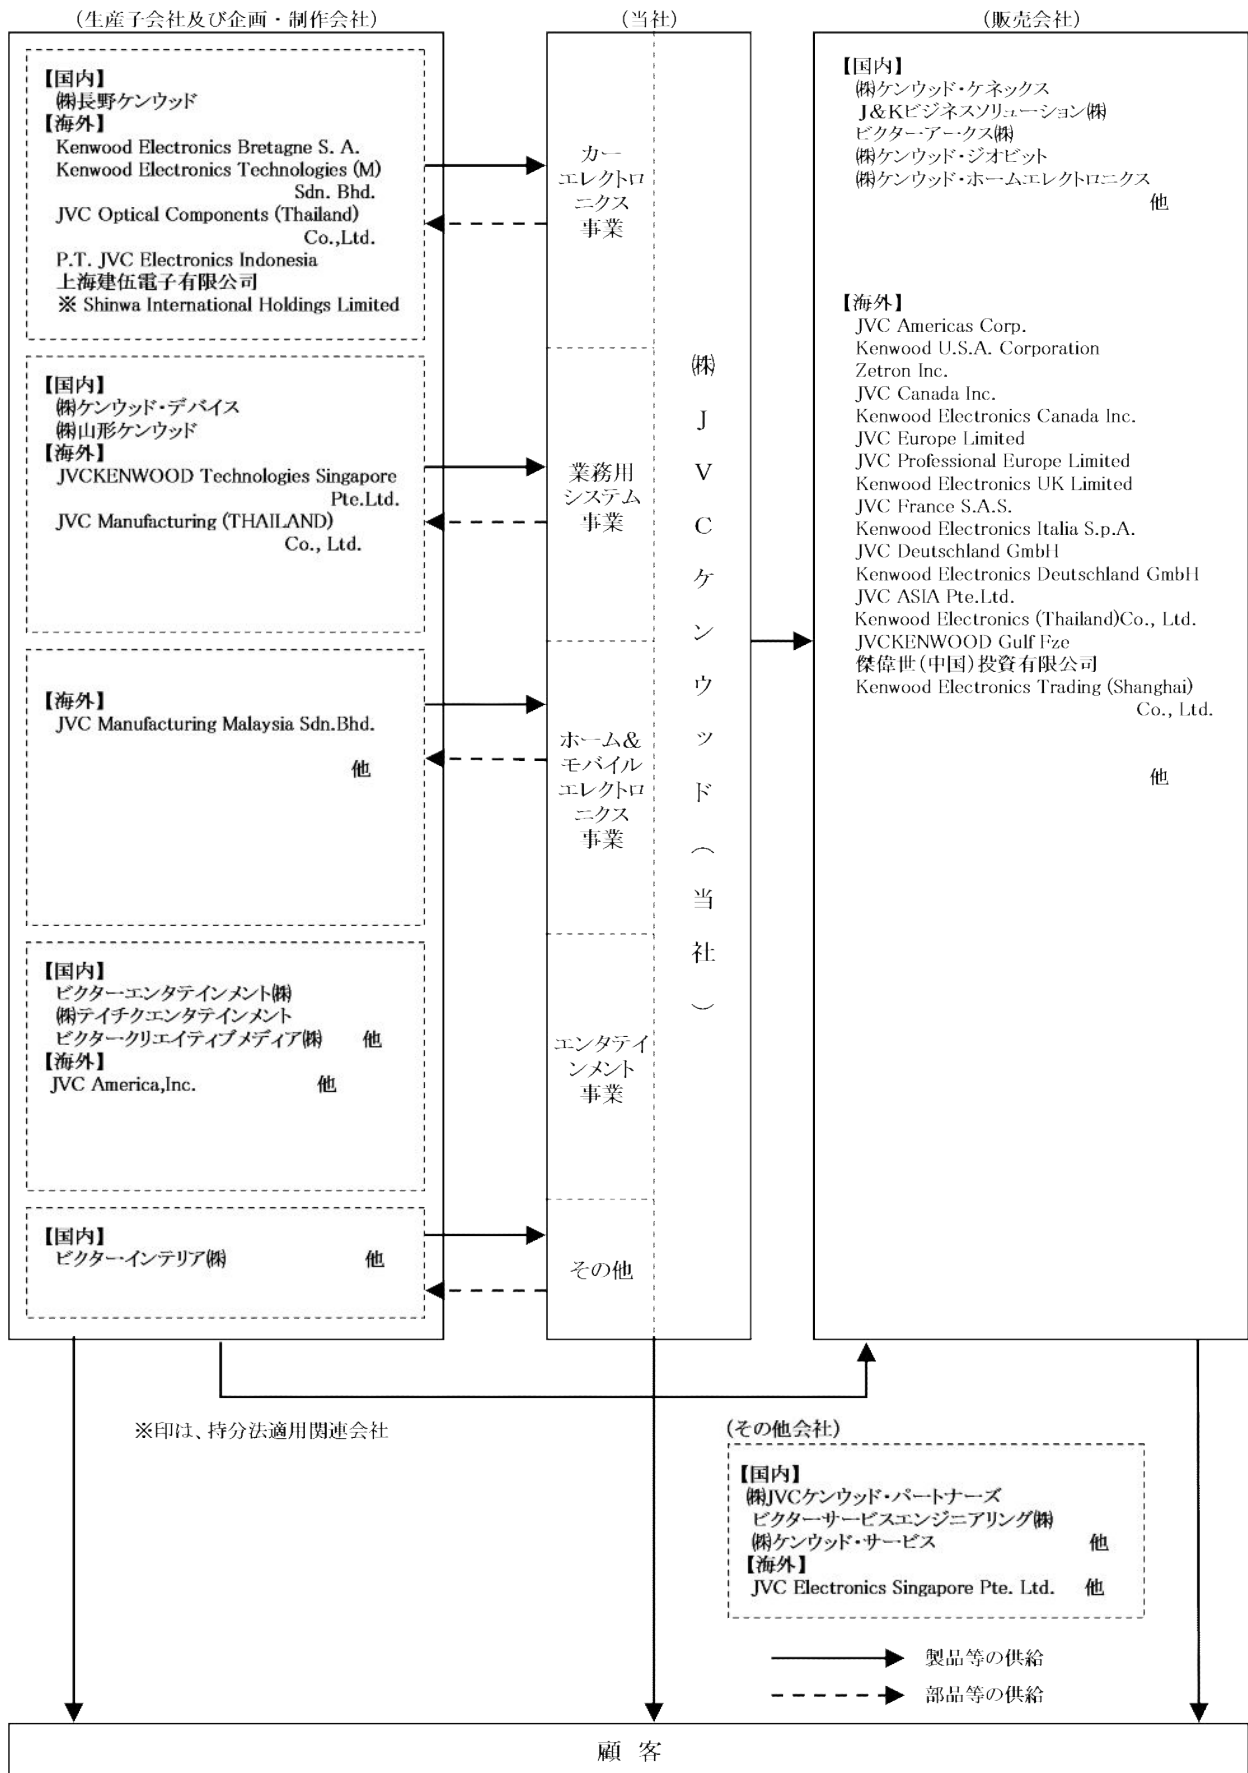 (生産子会社及び企画・制作会社)
【国内】
㈱長野ケンウッド
【海外】
Kenwood Electronics Bretagne S. A.
Kenwood Electronics Technologies (M)
Sdn. Bhd.
JVC Optical Components (Thailand)
Co.,Ltd.
P.T. JVC Electronics Indonesia
上海建伍電子有限公司
※ Shinwa International Holdings Limited
【国内】
㈱ケンウッド・デバイス
㈱山形ケンウッド
【海外】
JVCKENWOOD Technologies Singapore
Pte.Ltd.
JVC Manufacturing (THAILAND)
Co., Ltd.
【海外】
JVC Manufacturing Malaysia Sdn.Bhd.
他
【国内】
ビクターエンタテインメント㈱
㈱テイチクエンタテインメント
ビクタークリエイティブメディア㈱ 他
【海外】
JVC America,Inc. 他
【国内】
ビクターインテリア㈱ 他
(当社)
カー
エレクトロ
ニクス
事業
業務用
システム
事業
ホーム＆
モバイル
エレクトロ
ニクス
事業
エンタテイ
ンメント
事業
その他
㈱JVCケンウッド(当社)
(販売会社)
【国内】
㈱ケンウッド・ケネックス
J&Kビジネスソリューション㈱
ビクターアークス㈱
㈱ケンウッド・ジオビット
㈱ケンウッド・ホームエレクトロニクス
他
【海外】
JVC Americas Corp.
Kenwood U.S.A. Corporation
Zetron Inc.
JVC Canada Inc.
Kenwood Electronics Canada Inc.
JVC Europe Limited
JVC Professional Europe Limited
Kenwood Electronics UK Limited
JVC France S.A.S.
Kenwood Electronics Italia S.p.A.
JVC Deutschland GmbH
Kenwood Electronics Deutschland GmbH
JVC ASIA Pte.Ltd.
Kenwood Electronics (Thailand)Co., Ltd.
JVCKENWOOD Gulf Fze
傑偉世(中国)投資有限公司
Kenwood Electronics Trading (Shanghai)
Co., Ltd.
他
※印は、持分法適用関連会社
(その他会社)
【国内】
㈱JVCケンウッド・パートナーズ
ビクターサービスエンジニアリング㈱
㈱ケンウッド・サービス 他
【海外】
JVC Electronics Singapore Pte. Ltd. 他
製品等の供給
部品等の供給
顧 客